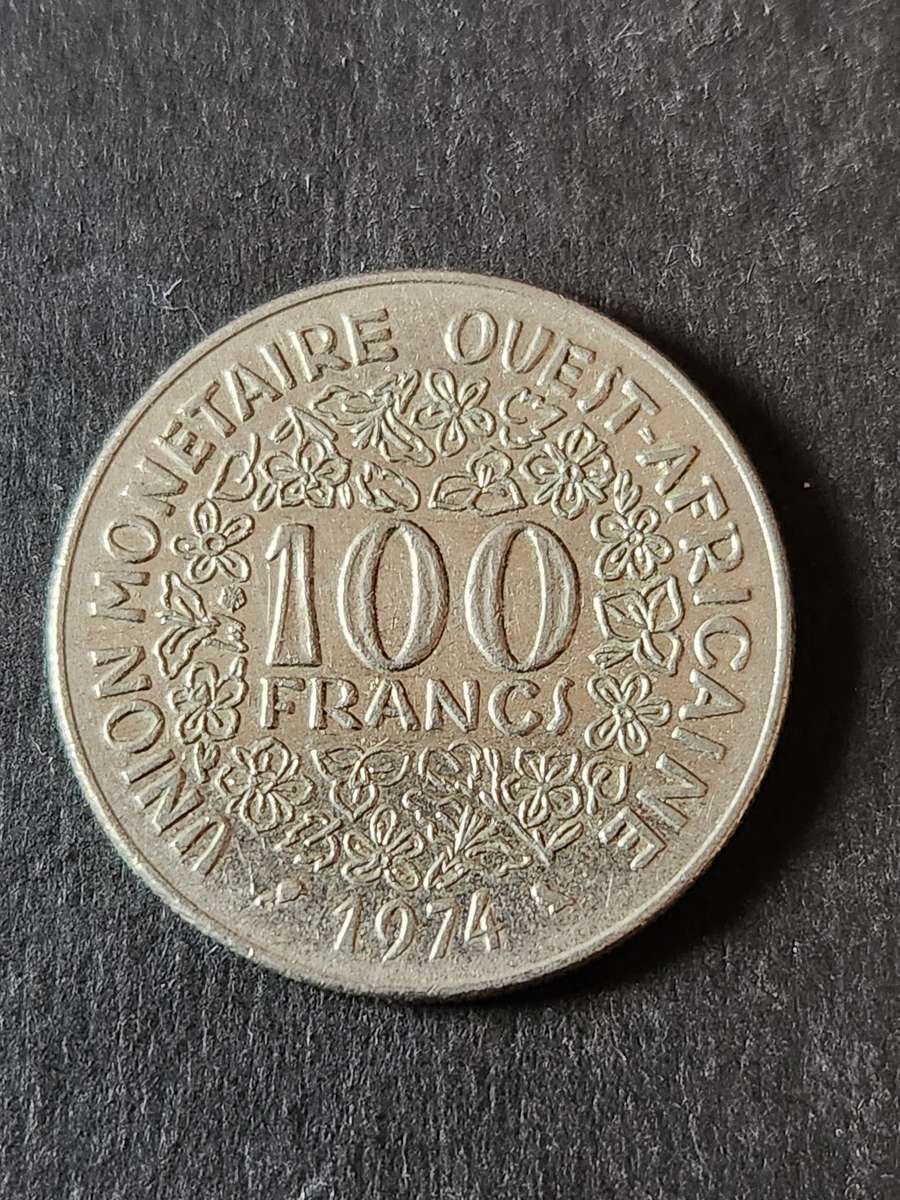 UNION MONETAIRE OUEST-AFRICAINE
100
FRANCS
1974